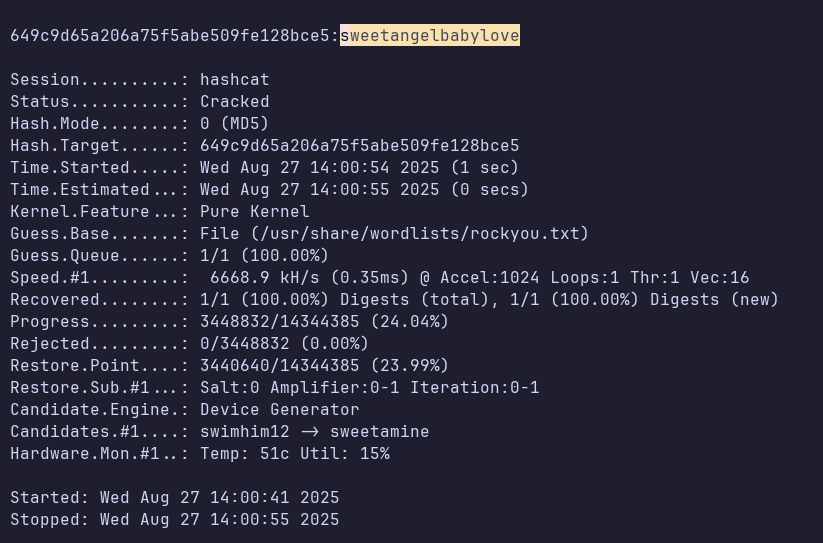 649c9d65a206a75f5abe509fe128bce5:sweetangelbabylove
Session..........: hashcat
Status...........: Cracked
Hash.Mode........: 0 (MD5)
Hash.Target......: 649c9d65a206a75f5abe509fe128bce5
Time.Started.....: Wed Aug 27 14:00:54 2025 (1 sec)
Time.Estimated...: Wed Aug 27 14:00:55 2025 (0 secs)
Kernel.Feature...: Pure Kernel
Guess.Base.......: File (/usr/share/wordlists/rockyou.txt)
Guess.Queue......: 1/1 (100.00%)
Speed.#1.........:  6668.9 kH/s (0.35ms) @ Accel:1024 Loops:1 Thr:1 Vec:16
Recovered........: 1/1 (100.00%) Digests (total), 1/1 (100.00%) Digests (new)
Progress.........: 3448832/14344385 (24.04%)
Rejected.........: 0/3448832 (0.00%)
Restore.Point....: 3440640/14344385 (23.99%)
Restore.Sub.#1...: Salt:0 Amplifier:0-1 Iteration:0-1
Candidate.Engine.: Device Generator
Candidates.#1....: swimhim12 -> sweetamine
Hardware.Mon.#1..: Temp: 51c Util: 15%
Started: Wed Aug 27 14:00:41 2025
Stopped: Wed Aug 27 14:00:55 2025